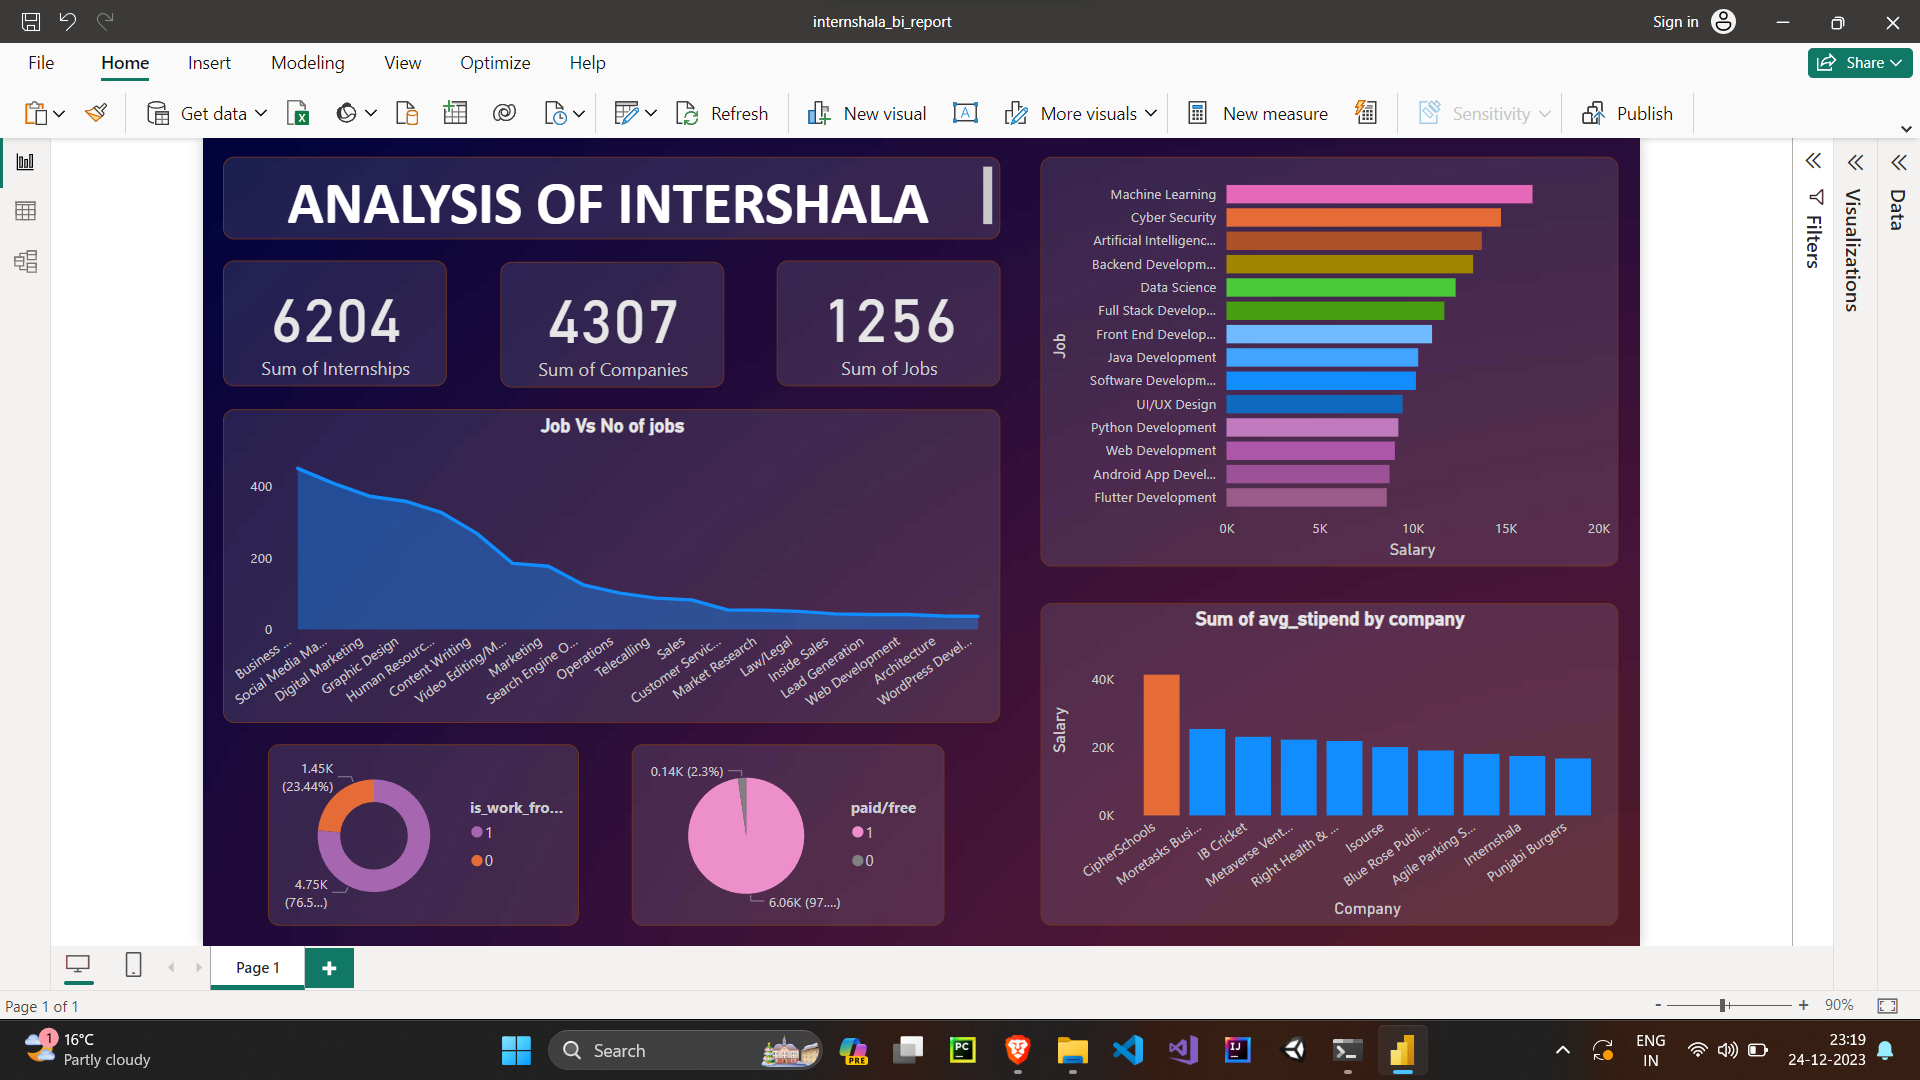 internshala_bi_report
Sign in
File
Home
Insert
Modeling
View
Optimize
Help
Share
Get data
Refresh
New visual
More visuals
New measure
Sensitivity
Publish
ANALYSIS OF INTERSHALA
6204
Sum of Internships
4307
Sum of Companies
1256
Sum of Jobs
Job Vs No of jobs
400
200
0
Business ...
Social Media Ma...
Digital Marketing
Graphic Design
Human Resourc...
Content Writing
Video Editing/M...
Marketing
Search Engine O...
Operations
Telecalling
Sales
Customer Servic...
Market Research
Law/Legal
Inside Sales
Lead Generation
Web Development
Architecture
WordPress Devel...
1.45K
(23.44%)
4.75K
(76.5...)
is_work_fro...
1
0
0.14K (2.3%)
6.06K (97....)
paid/free
1
0
Job
Machine Learning
Cyber Security
Artificial Intelligenc...
Backend Developm...
Data Science
Full Stack Develop...
Front End Develop...
Java Development
Software Developm...
UI/UX Design
Python Development
Web Development
Android App Devel...
Flutter Development
0K 5K 10K 15K 20K
Salary
Sum of avg_stipend by company
Salary
40K
20K
0K
CipherSchools
Moretasks Busi...
IB Cricket
Metaverse Vent...
Right Health & ...
Isourse
Blue Rose Publi...
Agile Parking S...
Internshala
Punjabi Burgers
Company
Filters
Visualizations
Data
Page 1
Page 1 of 1
- + 90%
1
16°C
Partly cloudy
Search
PRE
PC
IJ
ENG
IN
23:19
24-12-2023